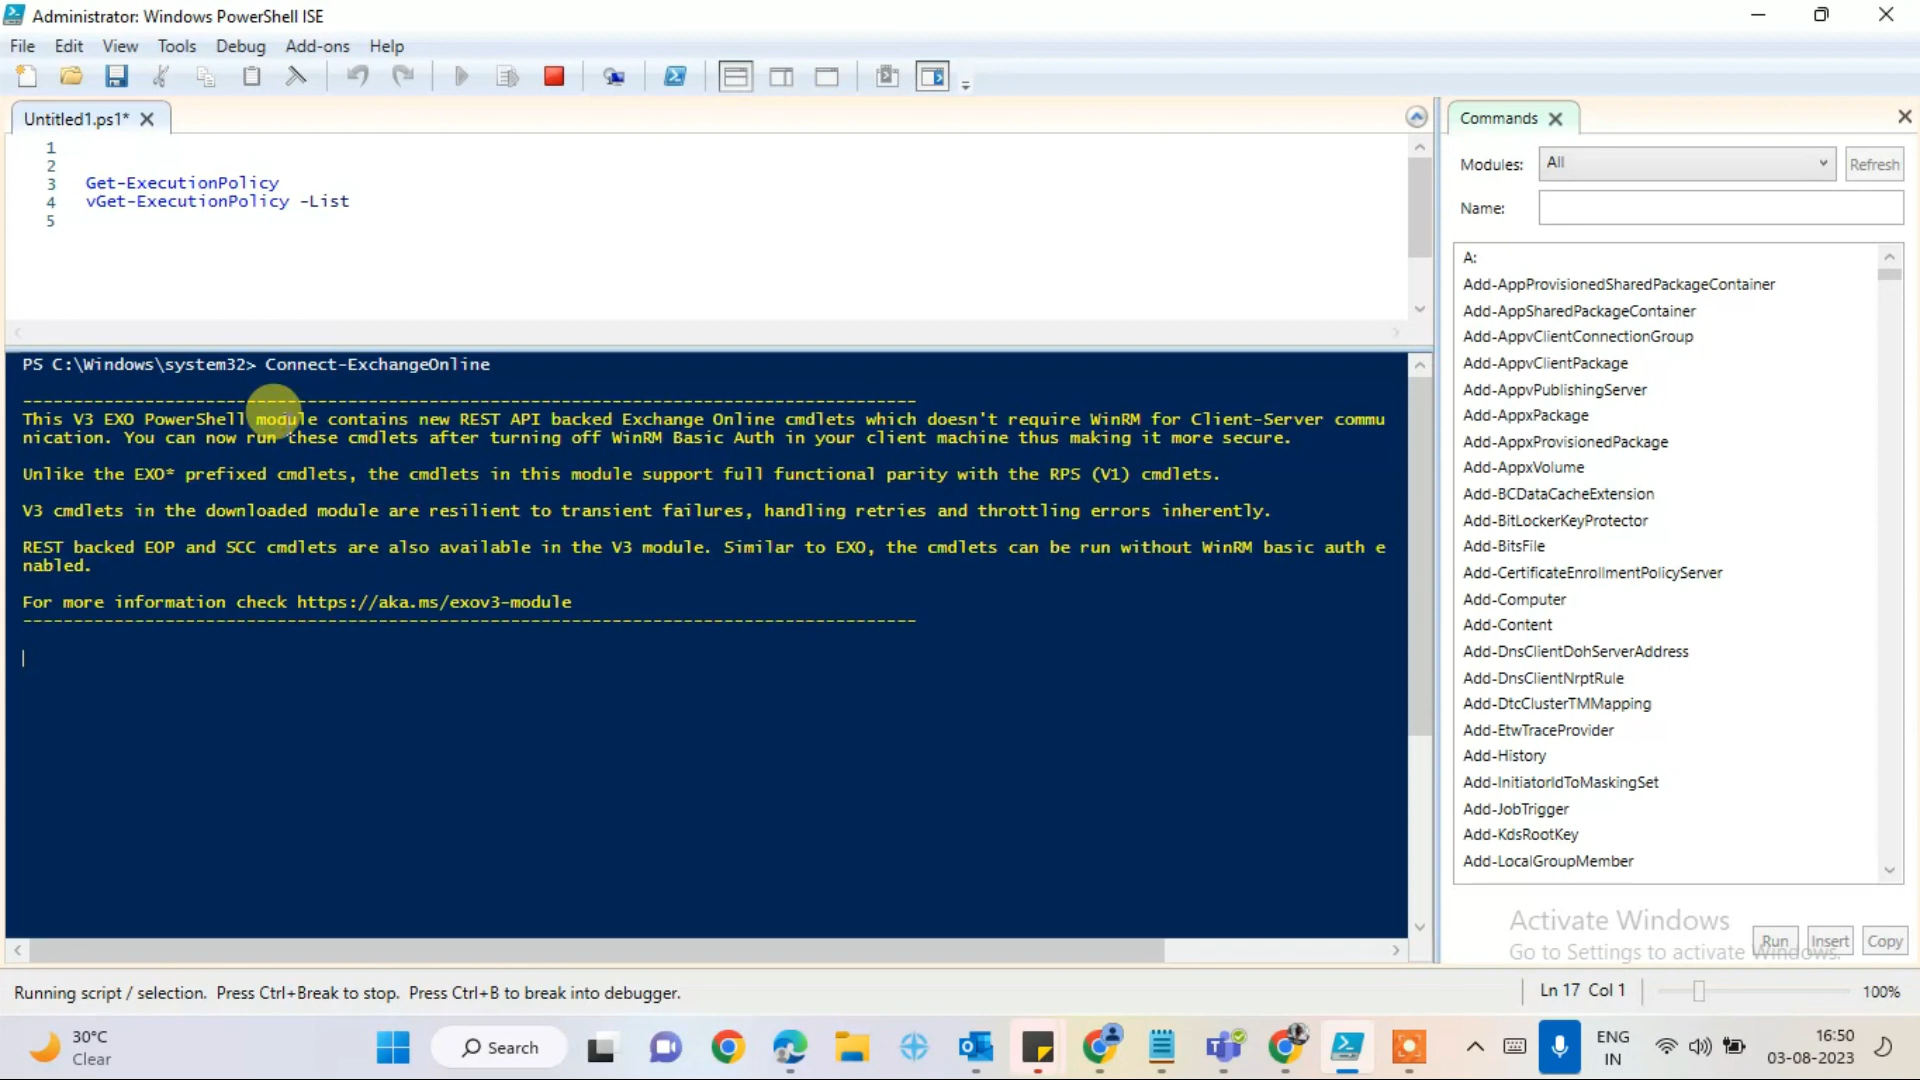 Administrator: Windows PowerShell ISE
File Edit View Tools Debug Add-ons Help
Untitled1.ps1*
1
2
3 Get-ExecutionPolicy
4 vGet-ExecutionPolicy -List
5
PS C:\Windows\system32> Connect-ExchangeOnline
----------------------------------------------------------------------------------------
This V3 EXO PowerShell module contains new REST API backed Exchange Online cmdlets which doesn't require WinRM for Client-Server commu
nication. You can now run these cmdlets after turning off WinRM Basic Auth in your client machine thus making it more secure.
Unlike the EXO* prefixed cmdlets, the cmdlets in this module support full functional parity with the RPS (V1) cmdlets.
V3 cmdlets in the downloaded module are resilient to transient failures, handling retries and throttling errors inherently.
REST backed EOP and SCC cmdlets are also available in the V3 module. Similar to EXO, the cmdlets can be run without WinRM basic auth e
nabled.
For more information check https://aka.ms/exov3-module
----------------------------------------------------------------------------------------
Commands
Modules: All Refresh
Name:
A:
Add-AppProvisionedSharedPackageContainer
Add-AppSharedPackageContainer
Add-AppvClientConnectionGroup
Add-AppvClientPackage
Add-AppvPublishingServer
Add-AppxPackage
Add-AppxProvisionedPackage
Add-AppxVolume
Add-BCDataCacheExtension
Add-BitLockerKeyProtector
Add-BitsFile
Add-CertificateEnrollmentPolicyServer
Add-Computer
Add-Content
Add-DnsClientDohServerAddress
Add-DnsClientNrptRule
Add-DtcClusterTMMapping
Add-EtwTraceProvider
Add-History
Add-InitiatorIdToMaskingSet
Add-JobTrigger
Add-KdsRootKey
Add-LocalGroupMember
Activate Windows
Go to Settings to activate Windows.
Run Insert Copy
Running script / selection. Press Ctrl+Break to stop. Press Ctrl+B to break into debugger.
Ln 17 Col 1
100%
30°C
Clear
Search
ENG
IN
16:50
03-08-2023